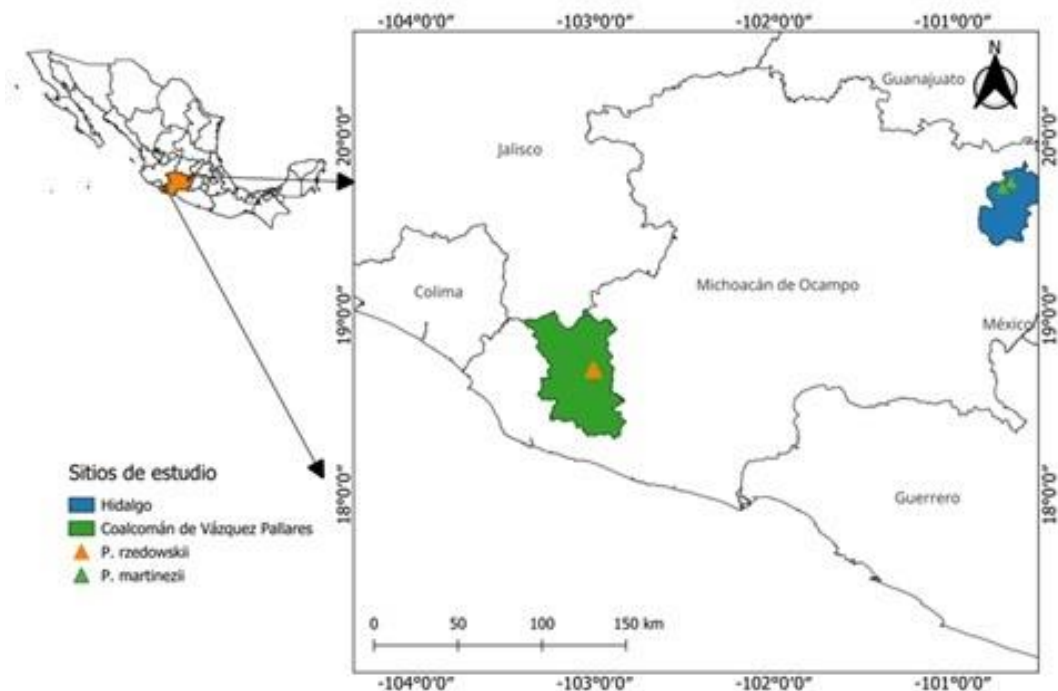 -104°0'0" -103°0'0" -102°0'0" -101°0'0"
N
Guanajuato
20°0'0" 20°0'0"
Jalisco
Colima
Michoacán de Ocampo
19°0'0" 19°0'0"
México
Sitios de estudio
Hidalgo
Coalcomán de Vázquez Pallares
P. rzedowskii
P. martinezii
18°0'0" 18°0'0"
Guerrero
0 50 100 150 km
-104°0'0" -103°0'0" -102°0'0" -101°0'0"